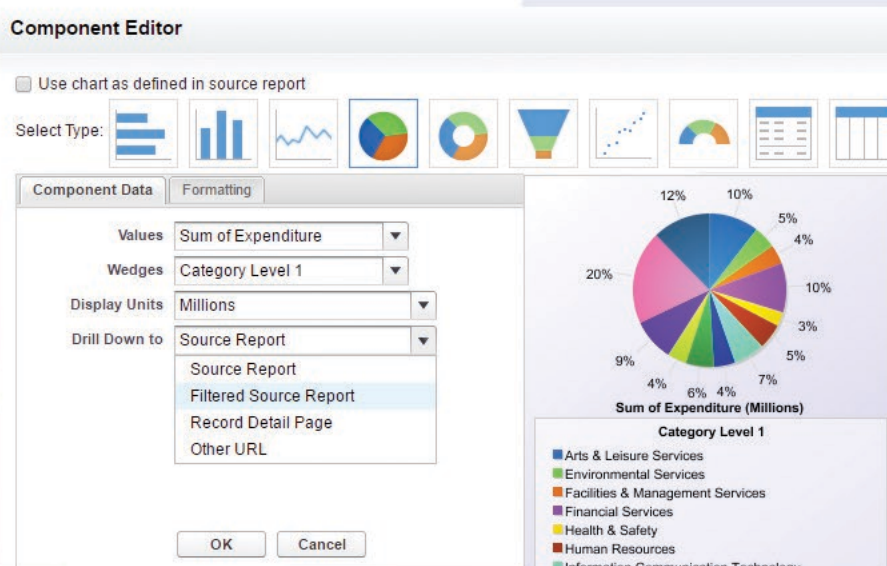 Component Editor
Use chart as defined in source report
Select Type:
Component Data
Formatting
Values Sum of Expenditure
Wedges Category Level 1
Display Units Millions
Drill Down to Source Report
Source Report
Filtered Source Report
Record Detail Page
Other URL
OK Cancel
12% 10%
5%
4%
20%
10%
3%
5%
9%
7%
4%
6% 4%
Sum of Expenditure (Millions)
Category Level 1
Arts & Leisure Services
Environmental Services
Facilities & Management Services
Financial Services
Health & Safety
Human Resources
Information Communication Technology